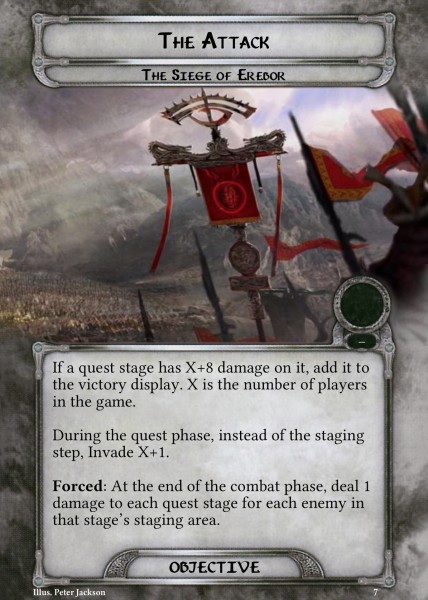 The Attack
The Siege of Erebor
If a quest stage has X+8 damage on it, add it to
the victory display. X is the number of players
in the game.
During the quest phase, instead of the staging
step, Invade X+1.
Forced: At the end of the combat phase, deal 1
damage to each quest stage for each enemy in
that stage's staging area.
OBJECTIVE
Illus. Peter Jackson
7